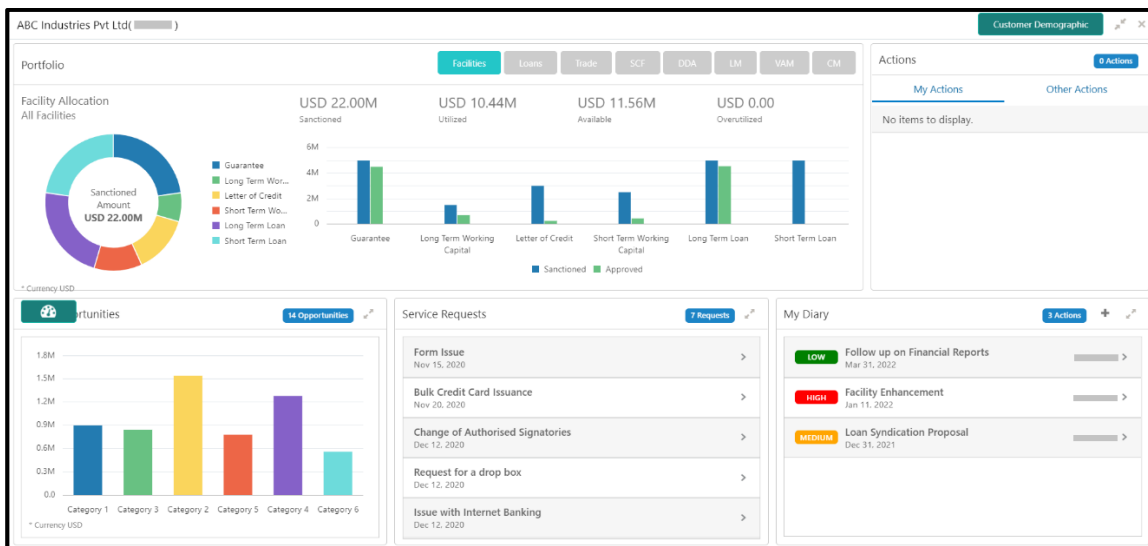 ABC Industries Pvt Ltd( )
Customer Demographic
Portfolio
Facilities
Loans
Trade
SCF
DDA
LM
VAM
CM
Facility Allocation
All Facilities
Sanctioned
Amount
USD 22.00M
Guarantee
Long Term Wor...
Letter of Credit
Short Term Wo...
Long Term Loan
Short Term Loan
* Currency USD
USD 22.00M
Sanctioned
USD 10.44M
Utilized
USD 11.56M
Available
USD 0.00
Overutilized
6M
4M
2M
0
Guarantee
Long Term Working
Capital
Letter of Credit
Short Term Working
Capital
Long Term Loan
Short Term Loan
Sanctioned
Approved
Actions
0 Actions
My Actions
Other Actions
No items to display.
ortunities
14 Opportunities
1.8M
1.5M
1.2M
0.9M
0.6M
0.3M
0.0
Category 1
Category 3
Category 2
Category 5
Category 4
Category 6
* Currency USD
Service Requests
7 Requests
Form Issue
Nov 15, 2020
Bulk Credit Card Issuance
Nov 20, 2020
Change of Authorised Signatories
Dec 12, 2020
Request for a drop box
Dec 12, 2020
Issue with Internet Banking
Dec 12, 2020
My Diary
3 Actions
LOW
Follow up on Financial Reports
Mar 31, 2022
HIGH
Facility Enhancement
Jan 11, 2022
MEDIUM
Loan Syndication Proposal
Dec 31, 2021